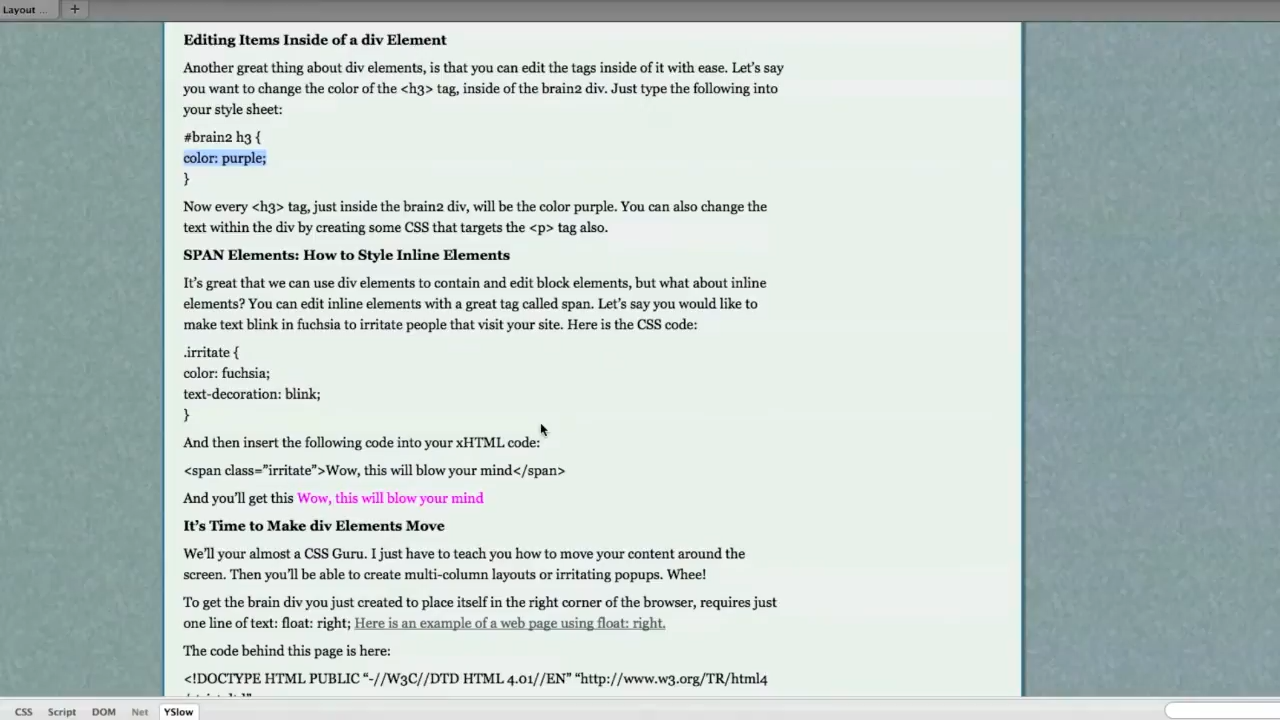 Layout ...
+
Editing Items Inside of a div Element
Another great thing about div elements, is that you can edit the tags inside of it with ease. Let’s say
you want to change the color of the <h3> tag, inside of the brain2 div. Just type the following into
your style sheet:
#brain2 h3 {
color: purple;
}
Now every <h3> tag, just inside the brain2 div, will be the color purple. You can also change the
text within the div by creating some CSS that targets the <p> tag also.
SPAN Elements: How to Style Inline Elements
It’s great that we can use div elements to contain and edit block elements, but what about inline
elements? You can edit inline elements with a great tag called span. Let’s say you would like to
make text blink in fuchsia to irritate people that visit your site. Here is the CSS code:
.irritate {
color: fuchsia;
text-decoration: blink;
}
And then insert the following code into your xHTML code:
<span class=”irritate”>Wow, this will blow your mind</span>
And you’ll get this Wow, this will blow your mind
It’s Time to Make div Elements Move
We’ll your almost a CSS Guru. I just have to teach you how to move your content around the
screen. Then you’ll be able to create multi-column layouts or irritating popups. Whee!
To get the brain div you just created to place itself in the right corner of the browser, requires just
one line of text: float: right; Here is an example of a web page using float: right.
The code behind this page is here:
<!DOCTYPE HTML PUBLIC “-//W3C//DTD HTML 4.01//EN” “http://www.w3.org/TR/html4
CSS Script DOM Net YSlow